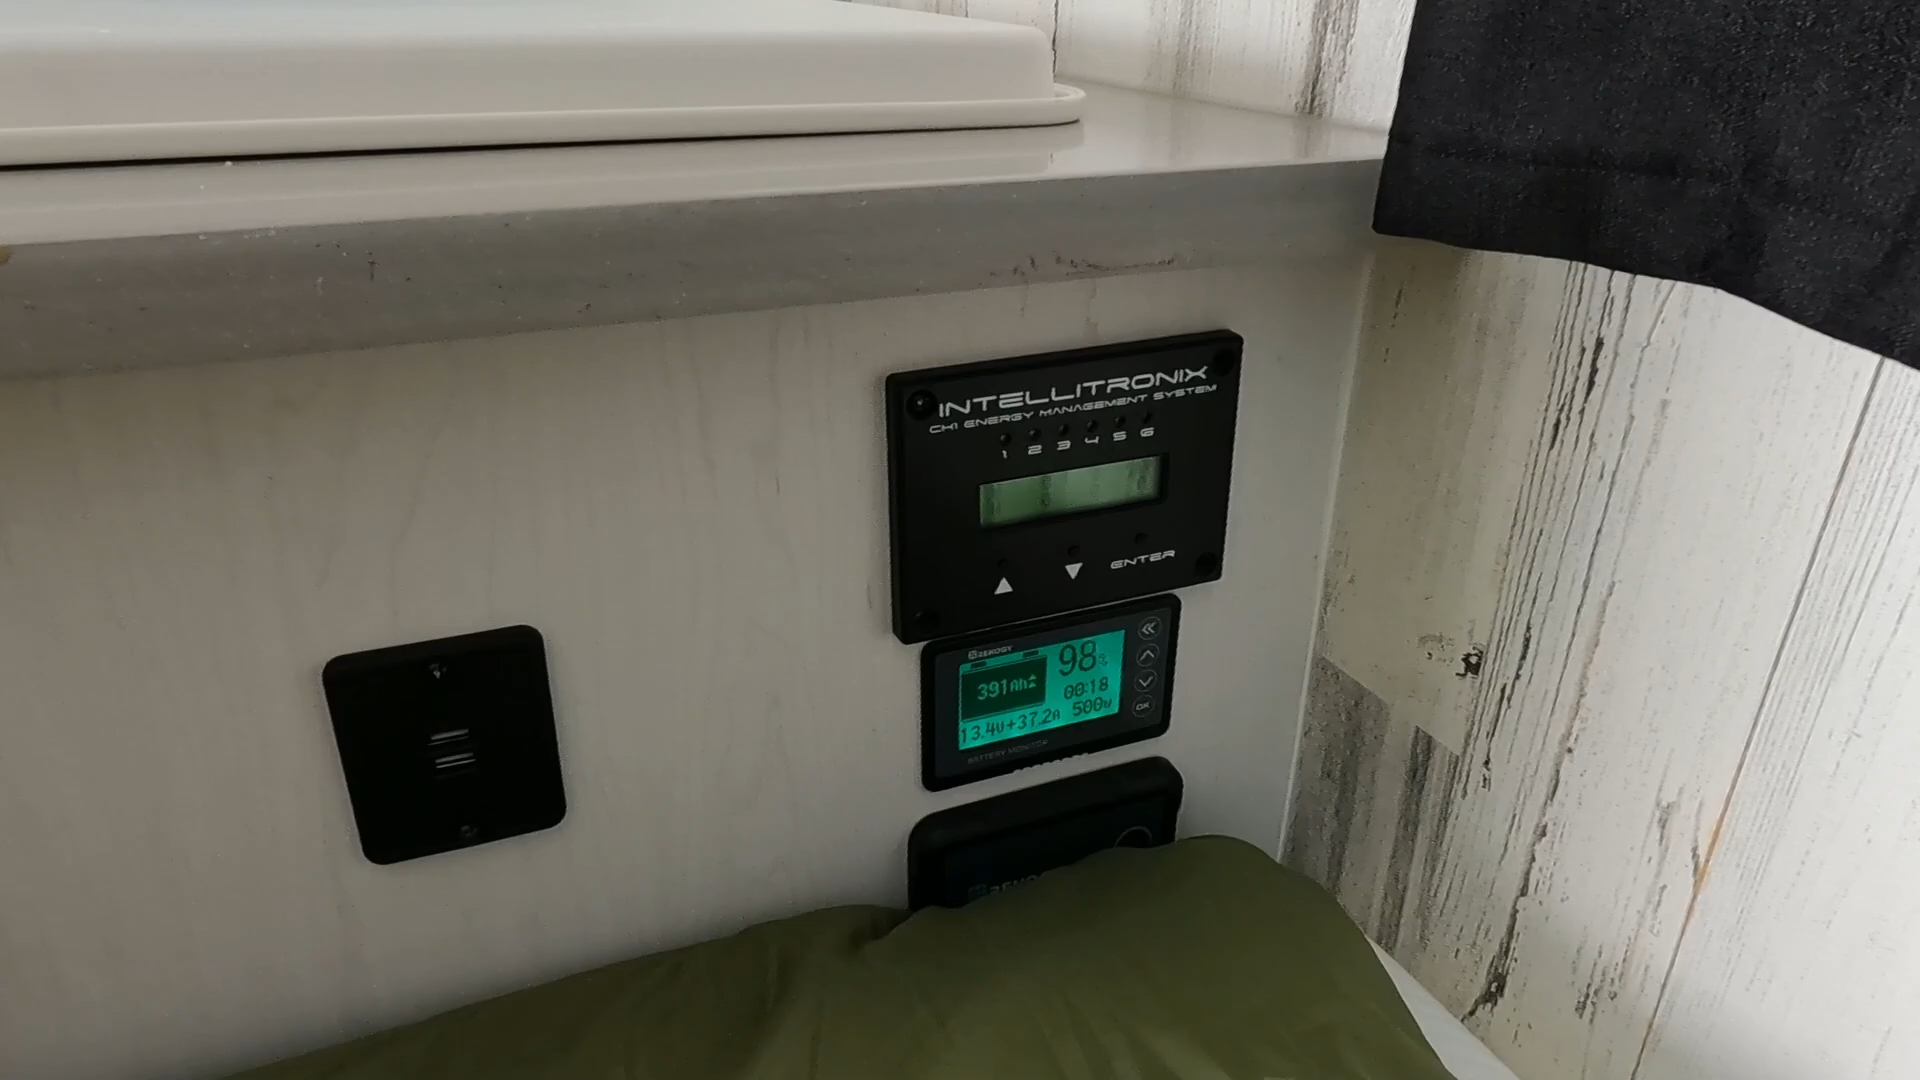 INTELLITRONIX
CH1 ENERGY MANAGEMENT SYSTEM
1 2 3 4 5 6
ENTER
RENOGY
98%
391Ah
00:18
13.4v+37.2A 500w
OK
BATTERY MONITOR